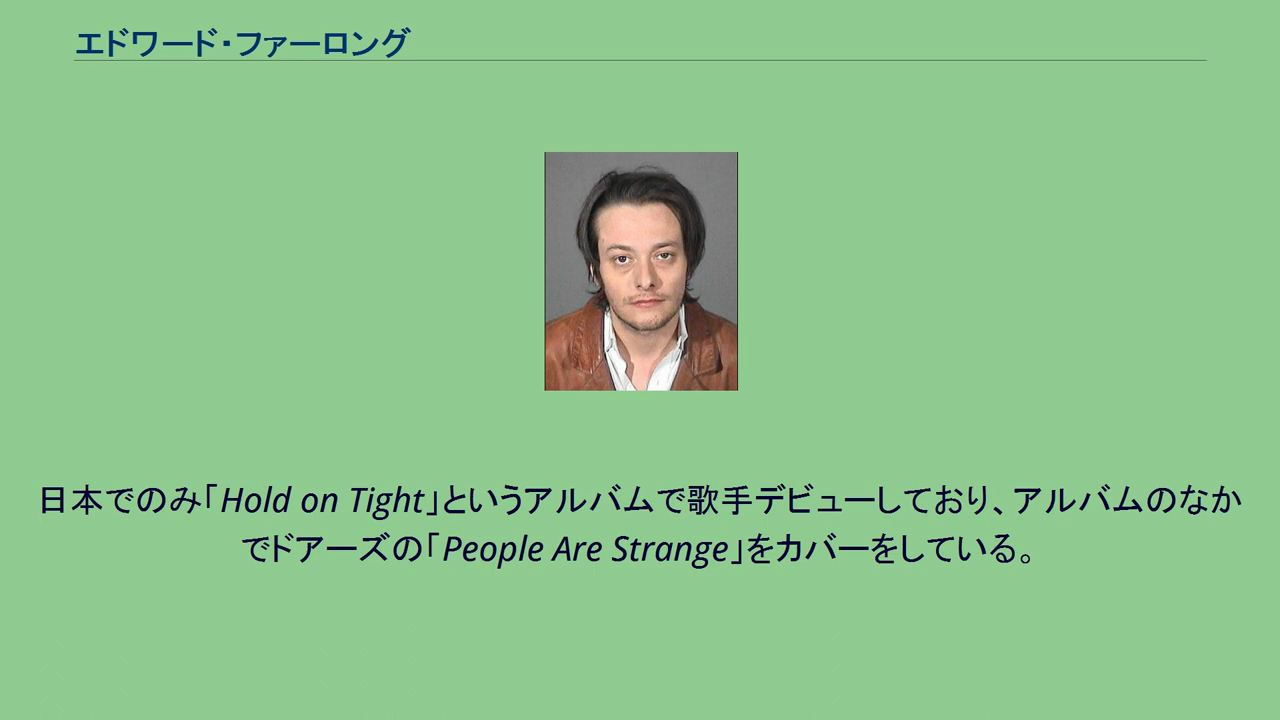 エドワード・ファーロング
日本でのみ「Hold on Tight」というアルバムで歌手デビューしており、アルバムのなか
でドアーズの「People Are Strange」をカバーをしている。